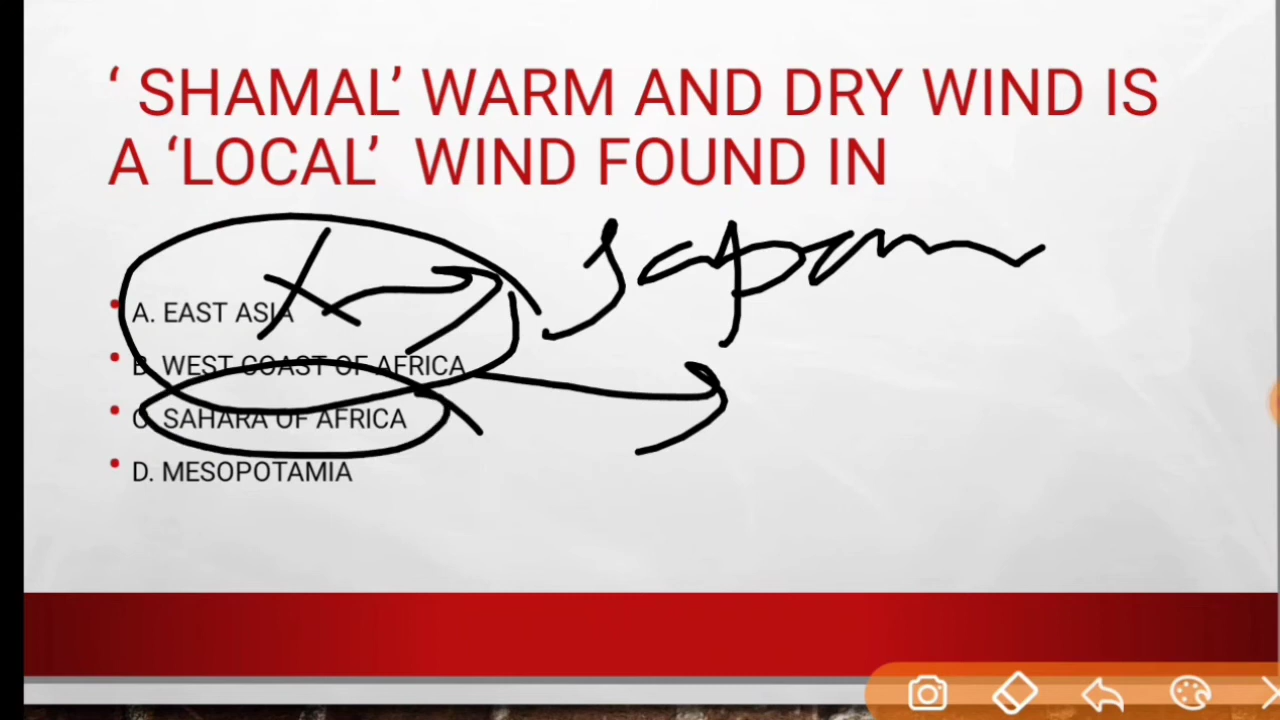 ‘ SHAMAL’ WARM AND DRY WIND IS
A ‘LOCAL’ WIND FOUND IN
Japan
A. EAST ASIA
B. WEST COAST OF AFRICA
C. SAHARA OF AFRICA
D. MESOPOTAMIA